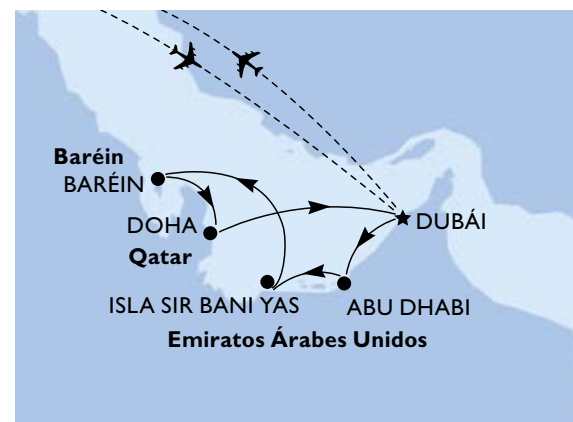 Baréin
BARÉIN
DOHA
Qatar
DUBÁI
ISLA SIR BANI YAS
ABU DHABI
Emiratos Árabes Unidos